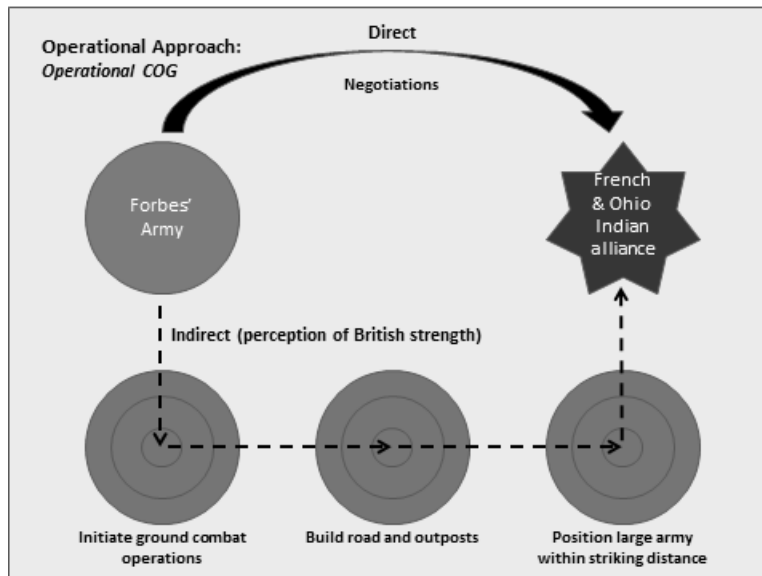 Operational Approach:
Operational COG
Direct
Negotiations
Forbes'
Army
French
& Ohio
Indian
alliance
Indirect (perception of British strength)
Initiate ground combat
operations
Build road and outposts
Position large army
within striking distance